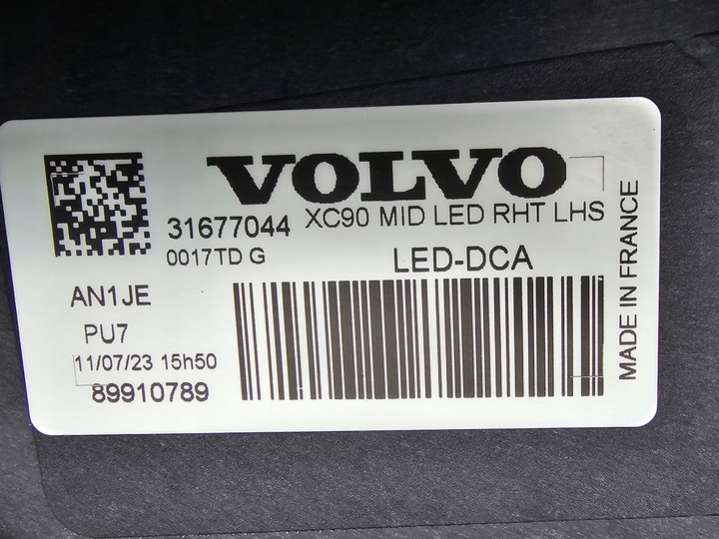 VOLVO
31677044 XC90 MID LED RHT LHS
0017TD G LED-DCA
AN1JE
PU7
11/07/23 15h50
89910789
MADE IN FRANCE